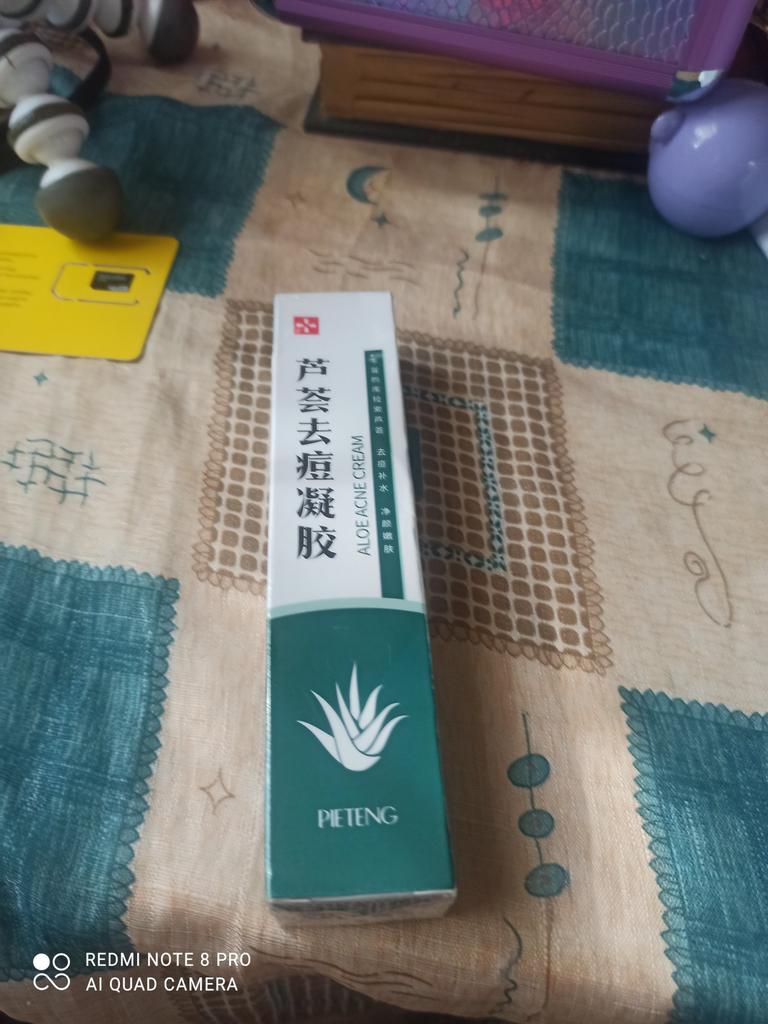 芦荟去痘凝胶
ALOE ACNE CREAM
去痘补水 净颜嫩肤
PIETENG
REDMI NOTE 8 PRO
AI QUAD CAMERA